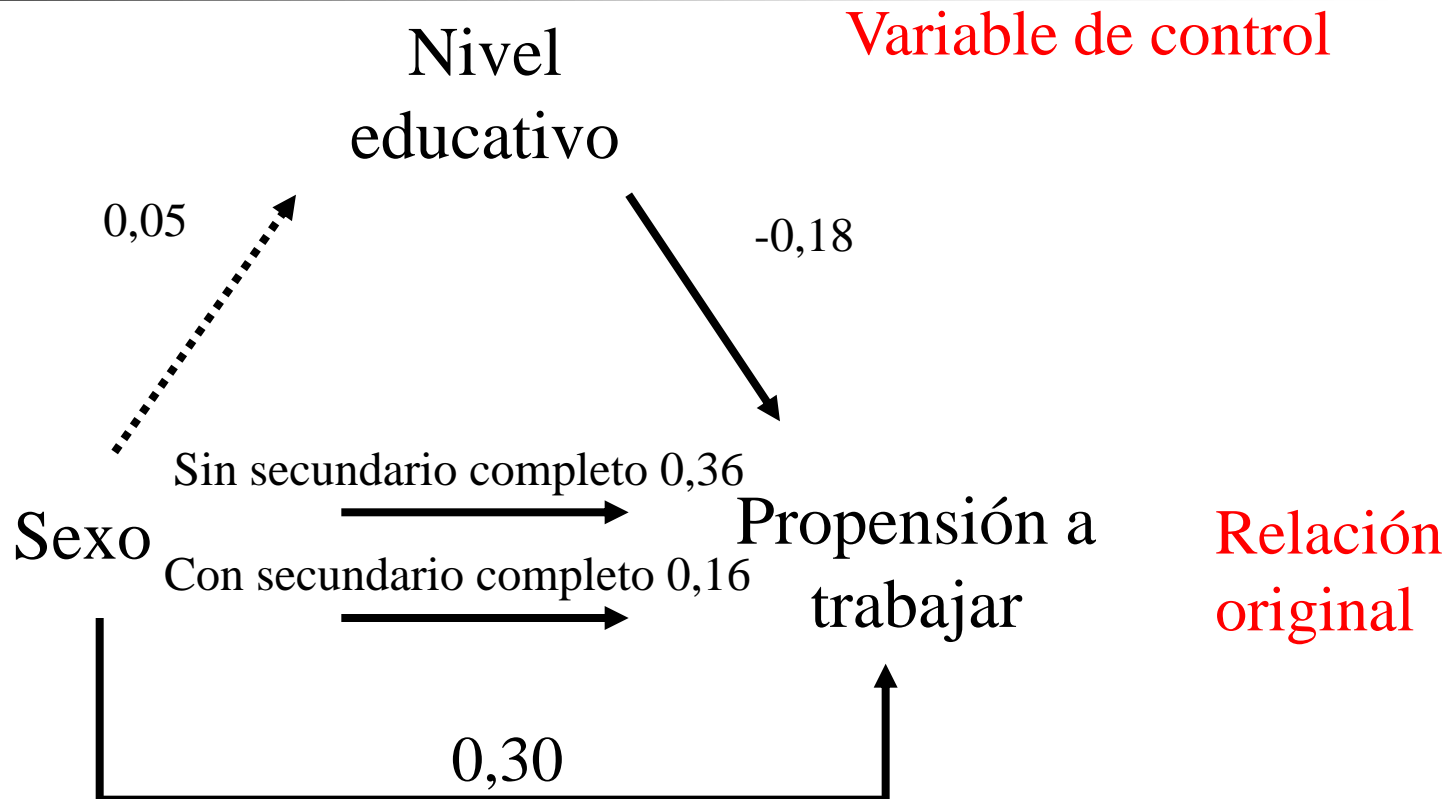 Variable de control
Nivel
educativo
0,05
-0,18
Sin secundario completo 0,36
Sexo
Con secundario completo 0,16
Propensión a
trabajar
Relación
original
0,30